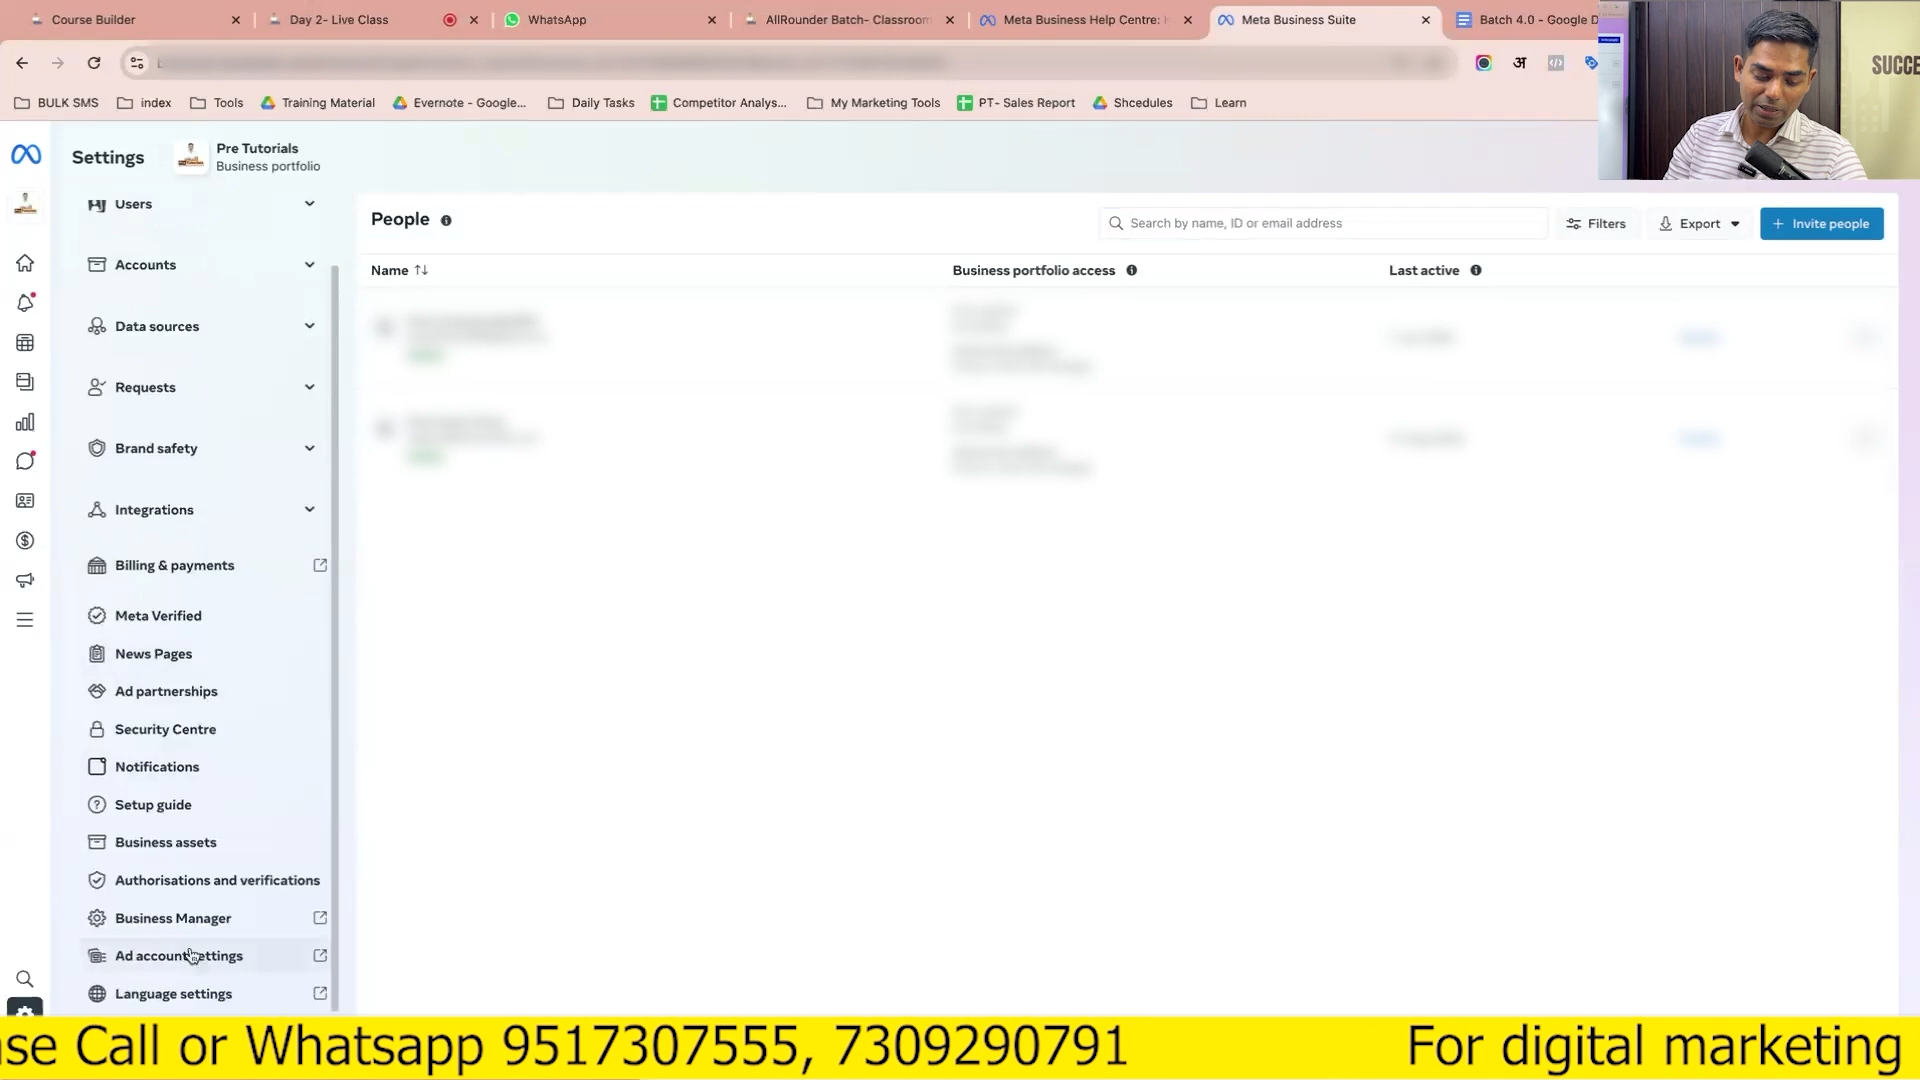 Course Builder
Day 2- Live Class
WhatsApp
AllRounder Batch- Classroom
Meta Business Help Centre:
Meta Business Suite
Batch 4.0 - Google D
SUCCE
BULK SMS
index
Tools
Training Material
Evernote - Google...
Daily Tasks
Competitor Analys...
My Marketing Tools
PT- Sales Report
Shcedules
Learn
अ
Settings
Pre Tutorials
Business portfolio
Users
Accounts
Data sources
Requests
Brand safety
Integrations
Billing & payments
Meta Verified
News Pages
Ad partnerships
Security Centre
Notifications
Setup guide
Business assets
Authorisations and verifications
Business Manager
Ad account settings
Language settings
People
Search by name, ID or email address
Filters
Export
+ Invite people
Name
Business portfolio access
Last active
se Call or Whatsapp 9517307555, 7309290791 For digital marketing